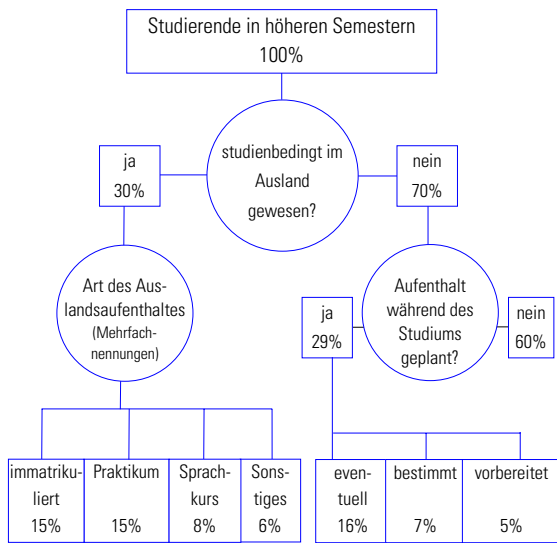 Studierende in höheren Semestern
100%
studienbedingt im
Ausland
gewesen?
ja
30%
nein
70%
Art des Aus-
landsaufenthaltes
(Mehrfach-
nennungen)
Aufenthalt
während des
Studiums
geplant?
ja
29%
nein
60%
immatriku-
liert
15%
Praktikum
15%
Sprach-
kurs
8%
Sons-
tiges
6%
even-
tuell
16%
bestimmt
7%
vorbereitet
5%